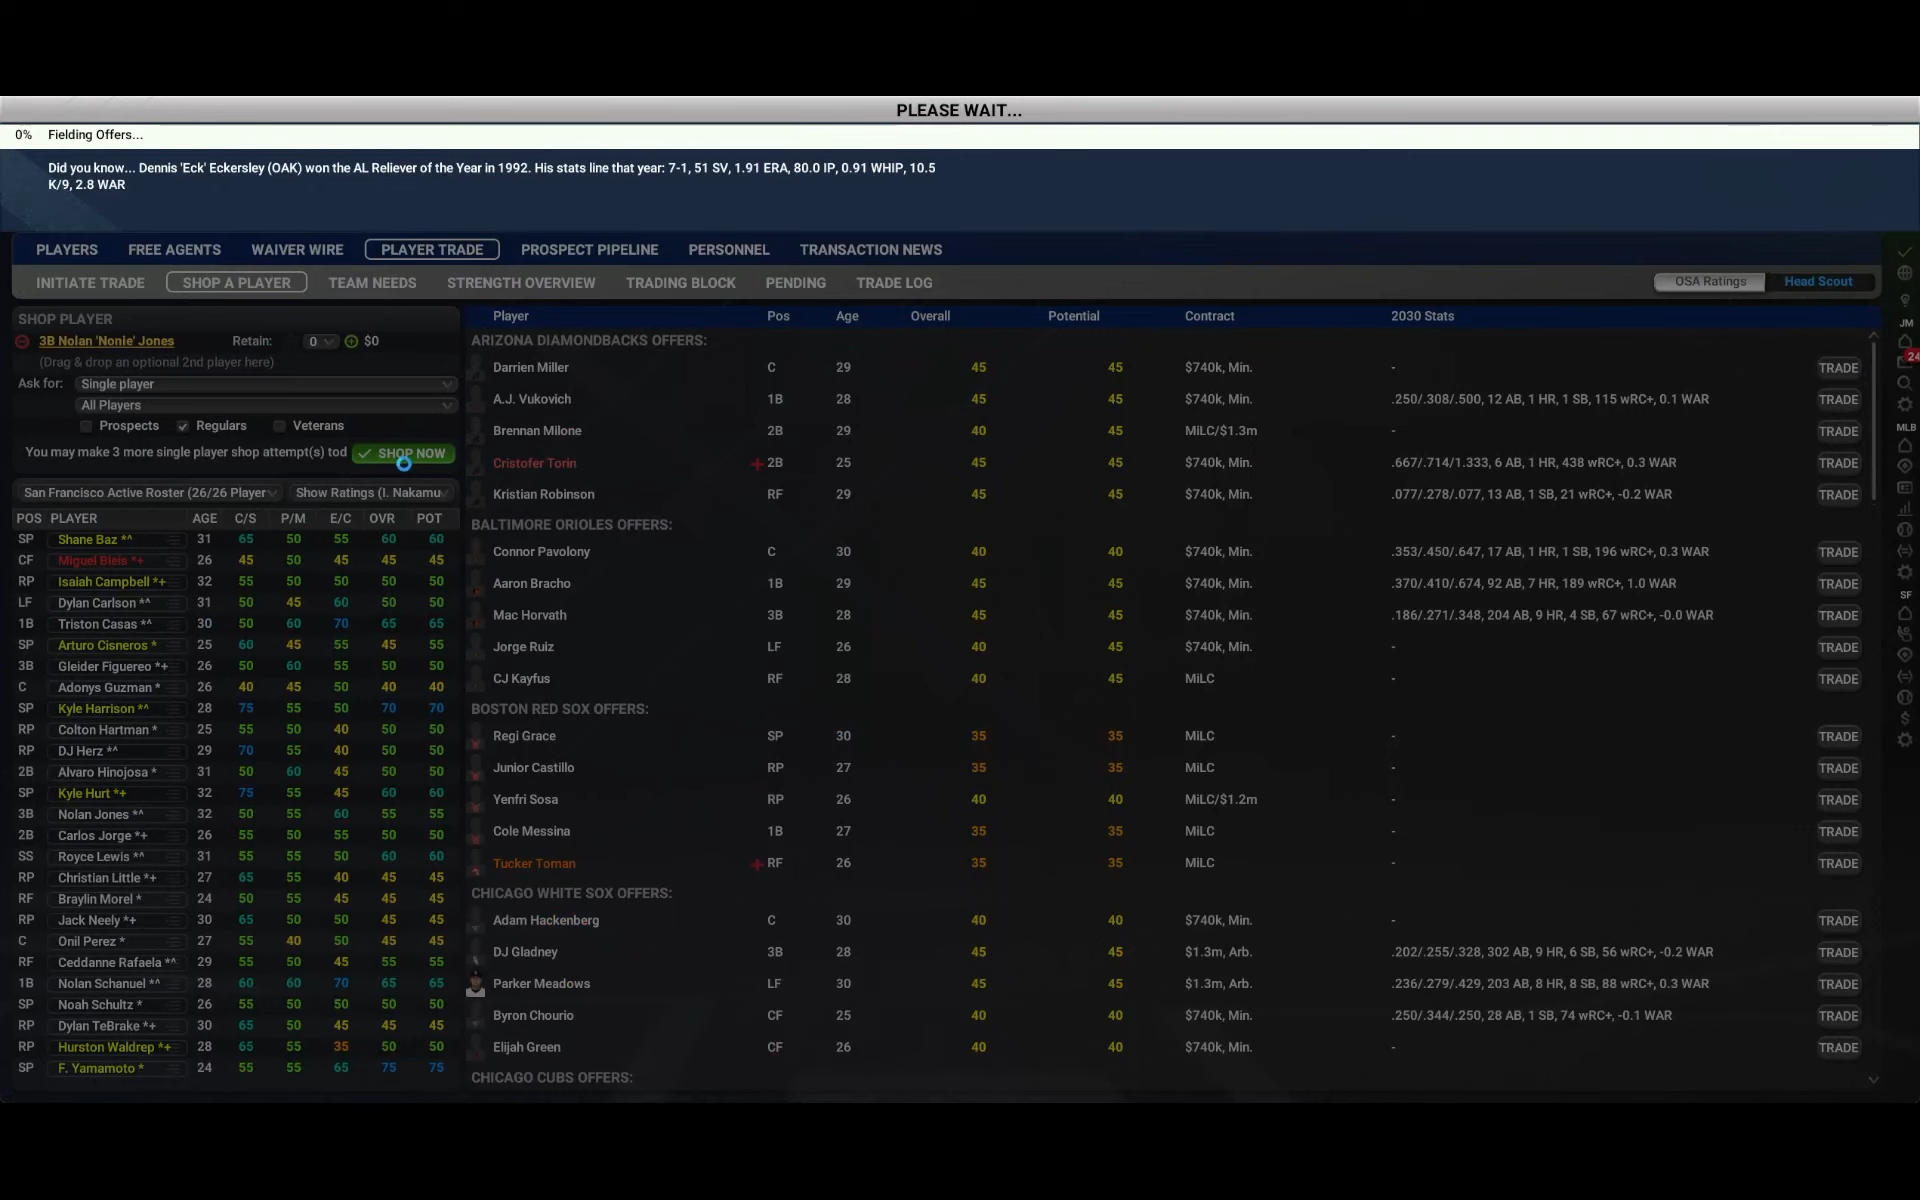 PLEASE WAIT...
0% Fielding Offers...
Did you know... Dennis 'Eck' Eckersley (OAK) won the AL Reliever of the Year in 1992. His stats line that year: 7-1, 51 SV, 1.91 ERA, 80.0 IP, 0.91 WHIP, 10.5
K/9, 2.8 WAR
PLAYERS FREE AGENTS WAIVER WIRE PLAYER TRADE PROSPECT PIPELINE PERSONNEL TRANSACTION NEWS
INITIATE TRADE SHOP A PLAYER TEAM NEEDS STRENGTH OVERVIEW TRADING BLOCK PENDING TRADE LOG OSA Ratings Head Scout
SHOP PLAYER
3B Nolan 'Nonie' Jones Retain: 0 $0
(Drag & drop an optional 2nd player here)
Ask for: Single player
All Players
Prospects Regulars Veterans
You may make 3 more single player shop attempt(s) tod SHOP NOW
San Francisco Active Roster (26/26 Player Show Ratings (I. Nakamu
POS PLAYER AGE C/S P/M E/C OVR POT
SP Shane Baz *^ 31 65 50 55 60 60
CF Miguel Bleis *+ 26 45 50 45 45 45
RP Isaiah Campbell *+ 32 55 50 50 50 50
LF Dylan Carlson *^ 31 50 45 60 50 50
1B Triston Casas *^ 30 50 60 70 65 65
SP Arturo Cisneros * 25 60 45 55 45 55
3B Gleider Figuereo *+ 26 50 60 55 50 50
C Adonys Guzman * 26 40 45 50 40 40
SP Kyle Harrison *^ 28 75 55 50 70 70
RP Colton Hartman * 25 55 50 40 50 50
RP DJ Herz *^ 29 70 55 40 50 50
2B Alvaro Hinojosa * 31 50 60 45 50 50
SP Kyle Hurt *+ 32 75 55 45 60 60
3B Nolan Jones *^ 32 50 55 60 55 55
2B Carlos Jorge *+ 26 55 50 55 50 50
SS Royce Lewis *^ 31 55 55 50 60 60
RP Christian Little *+ 27 65 55 40 45 45
RF Braylin Morel * 24 50 55 45 45 45
RP Jack Neely *+ 30 65 50 50 45 45
C Onil Perez * 27 55 40 50 45 45
RF Ceddanne Rafaela *^ 29 55 50 45 55 55
1B Nolan Schanuel *^ 28 60 60 70 65 65
SP Noah Schultz * 26 55 50 50 50 50
RP Dylan TeBrake *+ 30 65 50 45 45 45
RP Hurston Waldrep *+ 28 65 55 35 50 50
SP F. Yamamoto * 24 55 55 65 75 75
Player Pos Age Overall Potential Contract 2030 Stats
ARIZONA DIAMONDBACKS OFFERS:
Darrien Miller C 29 45 45 $740k, Min. - TRADE
A.J. Vukovich 1B 28 45 45 $740k, Min. .250/.308/.500, 12 AB, 1 HR, 1 SB, 115 wRC+, 0.1 WAR TRADE
Brennan Milone 2B 29 40 45 MiLC/$1.3m - TRADE
Cristofer Torin 2B 25 45 45 $740k, Min. .667/.714/1.333, 6 AB, 1 HR, 438 wRC+, 0.3 WAR TRADE
Kristian Robinson RF 29 45 45 $740k, Min. .077/.278/.077, 13 AB, 1 SB, 21 wRC+, -0.2 WAR TRADE
BALTIMORE ORIOLES OFFERS:
Connor Pavolony C 30 40 40 $740k, Min. .353/.450/.647, 17 AB, 1 HR, 1 SB, 196 wRC+, 0.3 WAR TRADE
Aaron Bracho 1B 29 45 45 $740k, Min. .370/.410/.674, 92 AB, 7 HR, 189 wRC+, 1.0 WAR TRADE
Mac Horvath 3B 28 45 45 $740k, Min. .186/.271/.348, 204 AB, 9 HR, 4 SB, 67 wRC+, -0.0 WAR TRADE
Jorge Ruiz LF 26 40 45 $740k, Min. - TRADE
CJ Kayfus RF 28 40 45 MiLC - TRADE
BOSTON RED SOX OFFERS:
Regi Grace SP 30 35 35 MiLC - TRADE
Junior Castillo RP 27 35 35 MiLC - TRADE
Yenfri Sosa RP 26 40 40 MiLC/$1.2m - TRADE
Cole Messina 1B 27 35 35 MiLC - TRADE
Tucker Toman RF 26 35 35 MiLC - TRADE
CHICAGO WHITE SOX OFFERS:
Adam Hackenberg C 30 40 40 $740k, Min. - TRADE
DJ Gladney 3B 28 45 45 $1.3m, Arb. .202/.255/.328, 302 AB, 9 HR, 6 SB, 56 wRC+, -0.2 WAR TRADE
Parker Meadows LF 30 45 45 $1.3m, Arb. .236/.279/.429, 203 AB, 8 HR, 8 SB, 88 wRC+, 0.3 WAR TRADE
Byron Chourio CF 25 40 40 $740k, Min. .250/.344/.250, 28 AB, 1 SB, 74 wRC+, -0.1 WAR TRADE
Elijah Green CF 26 40 40 $740k, Min. - TRADE
CHICAGO CUBS OFFERS:
JM
24
MLB
SF